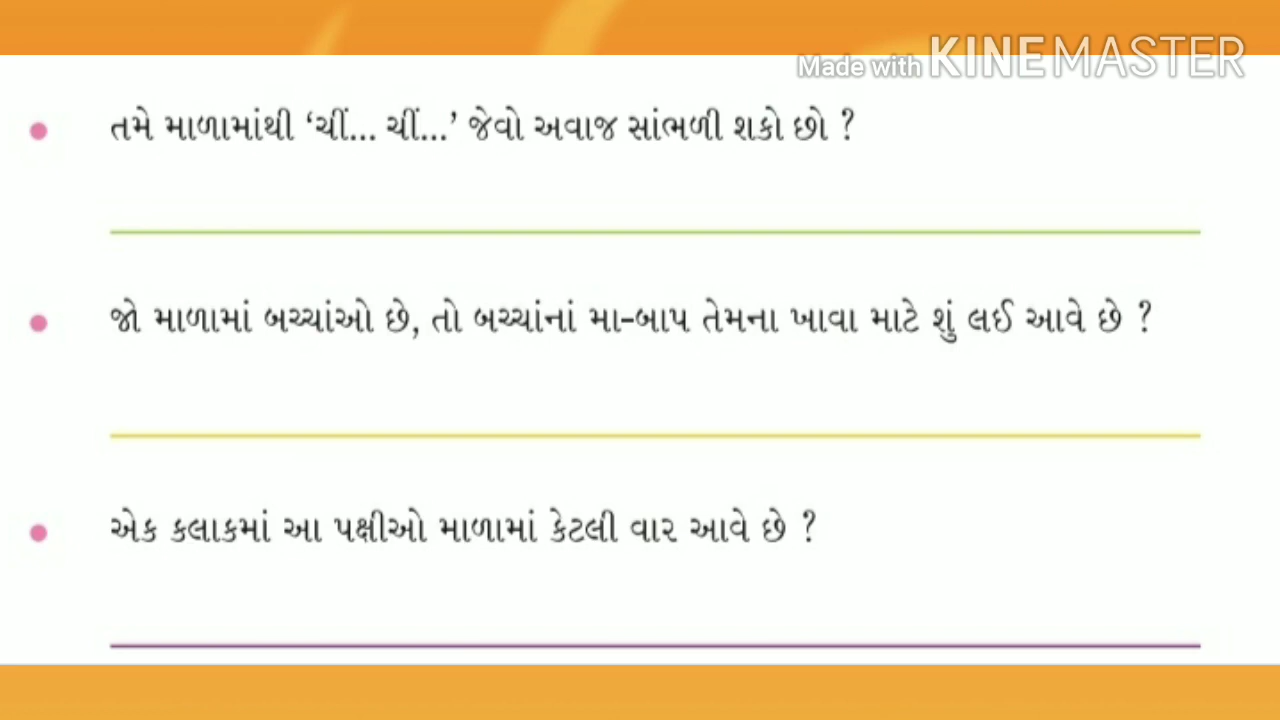 Made with KINEMASTER
તમે માળામાંથી ‘ચીં... ચીં...’ જેવો અવાજ સાંભળી શકો છો ?
જો માળામાં બચ્ચાંઓ છે, તો બચ્ચાંનાં મા-બાપ તેમના ખાવા માટે શું લઈ આવે છે ?
એક કલાકમાં આ પક્ષીઓ માળામાં કેટલી વાર આવે છે ?